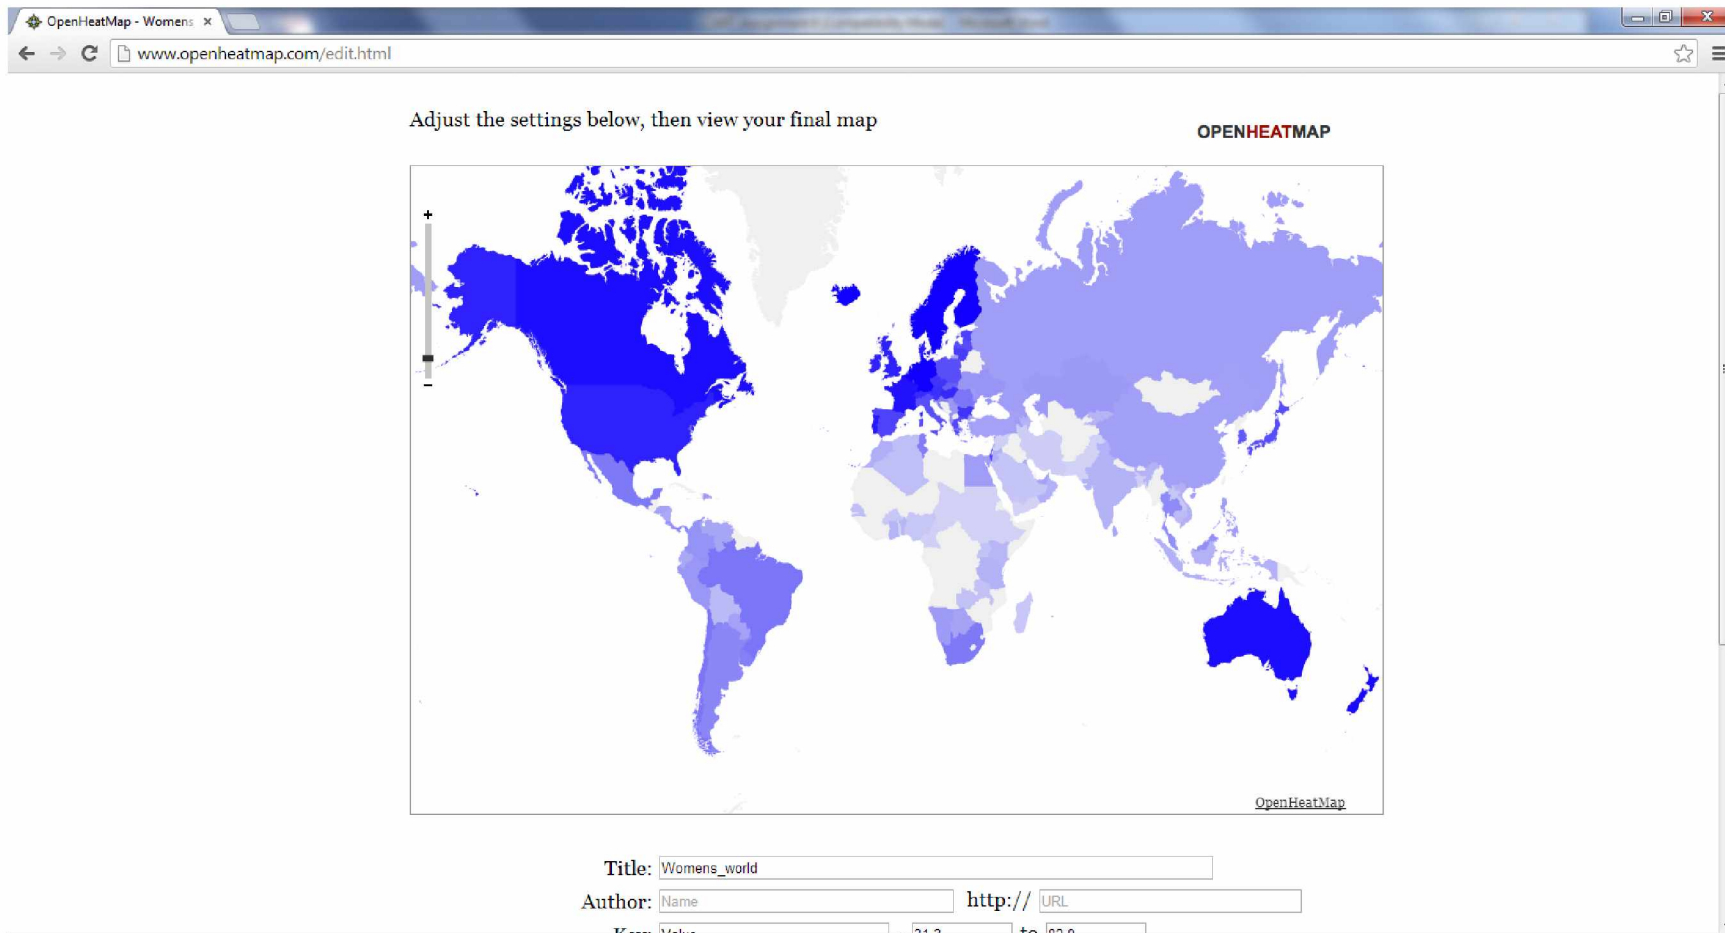 OpenHeatMap - Womens
www.openheatmap.com/edit.html
Adjust the settings below, then view your final map
OPENHEATMAP
+
−
OpenHeatMap
Title: Womens_world
Author: Name http:// URL